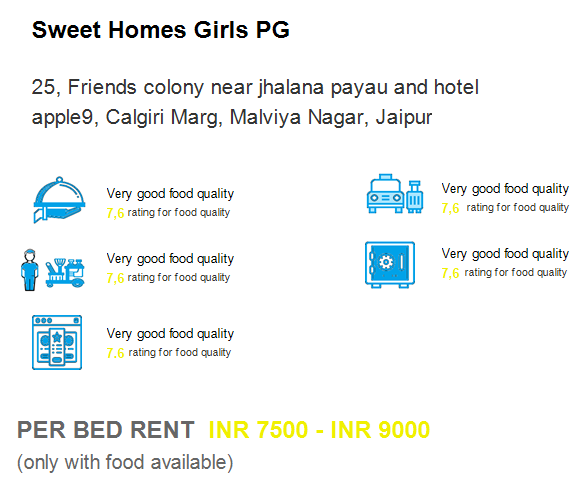 Sweet Homes Girls PG
25, Friends colony near jhalana payau and hotel
apple9, Calgiri Marg, Malviya Nagar, Jaipur
Very good food quality
7,6 rating for food quality
Very good food quality
7,6 rating for food quality
Very good food quality
7,6 rating for food quality
Very good food quality
7,6 rating for food quality
Very good food quality
7.6 rating for food quality
PER BED RENT INR 7500 - INR 9000
(only with food available)